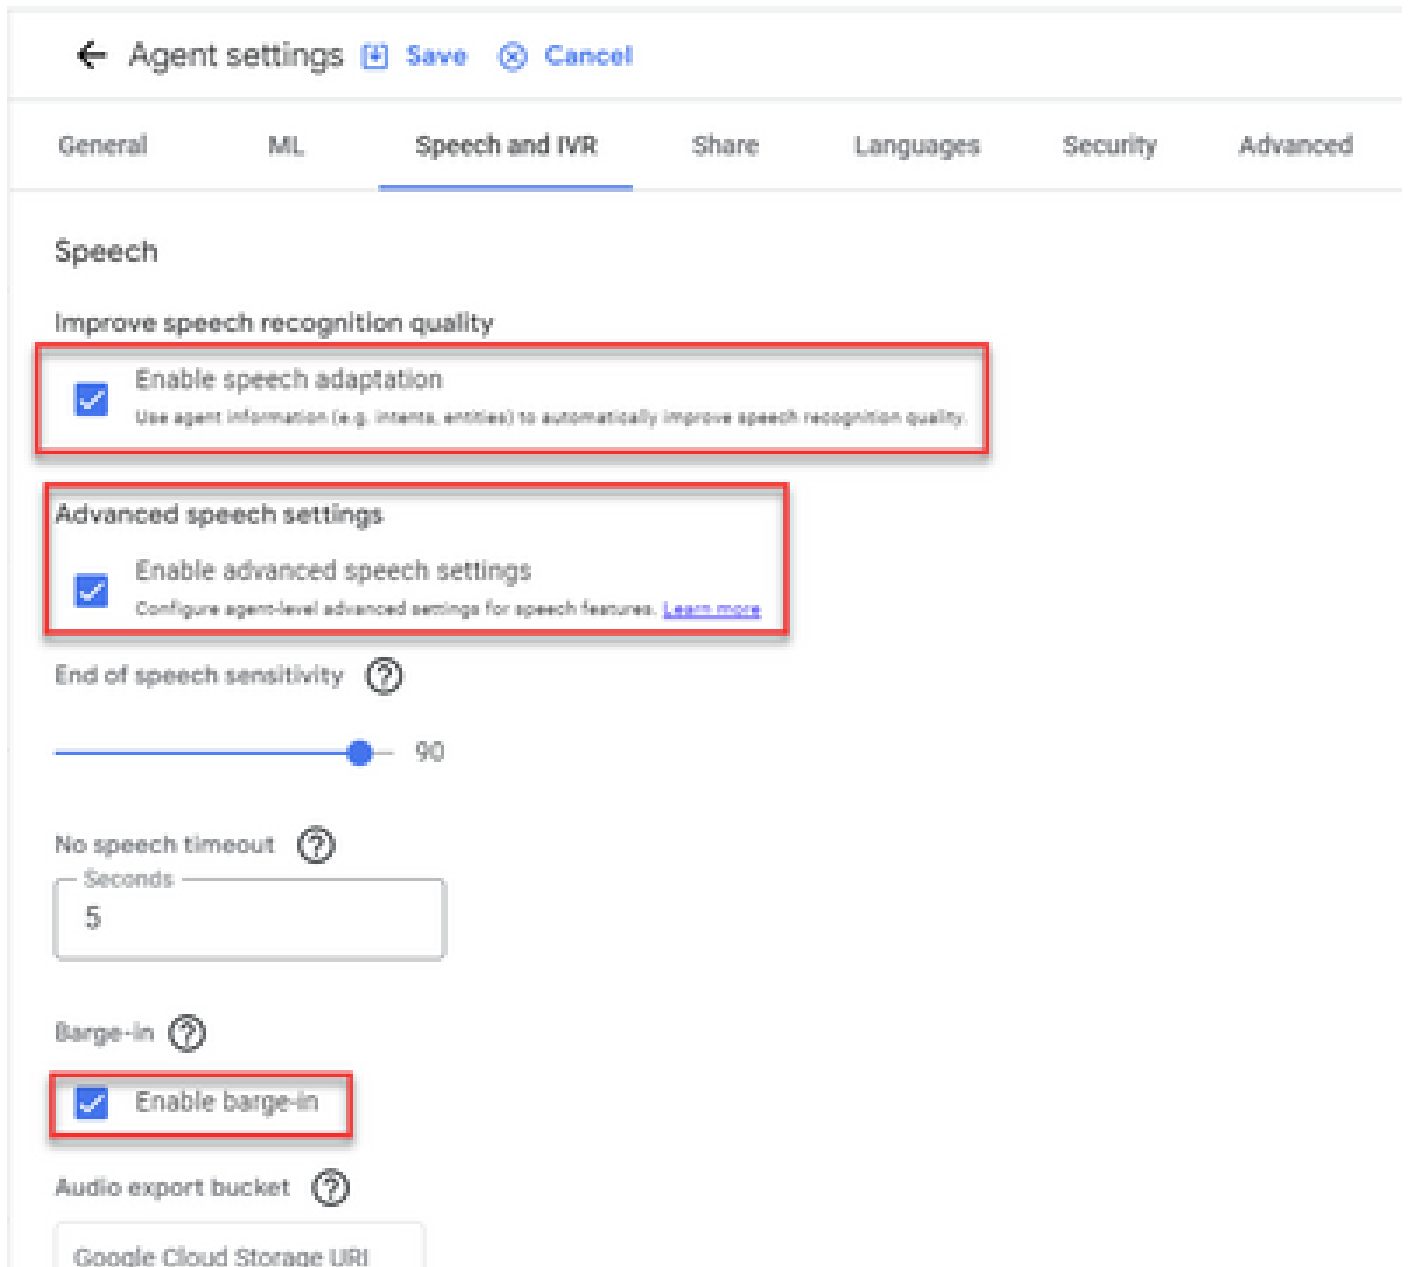 Agent settings Save Cancel
General ML Speech and IVR Share Languages Security Advanced
Speech
Improve speech recognition quality
Enable speech adaptation
Use agent information (e.g. intents, entities) to automatically improve speech recognition quality.
Advanced speech settings
Enable advanced speech settings
Configure agent-level advanced settings for speech features. Learn more
End of speech sensitivity
90
No speech timeout
Seconds
5
Barge-in
Enable barge-in
Audio export bucket
Google Cloud Storage URI